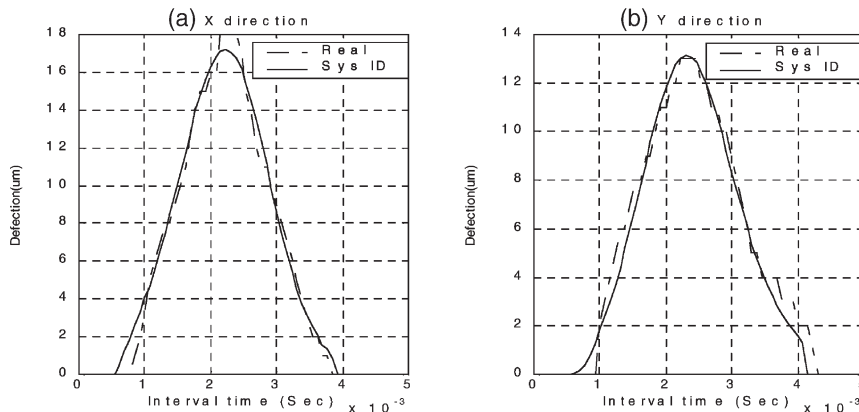 (a) X direction
18
16
14
12
10
8
6
4
2
0
Defection(um)
Real
Sys ID
0 1 2 3 4 5
Interval time (Sec)
x 10⁻³
(b) Y direction
14
12
10
8
6
4
2
0
Defection(um)
Real
Sys ID
0 1 2 3 4 5
Interval time (Sec)
x 10⁻³